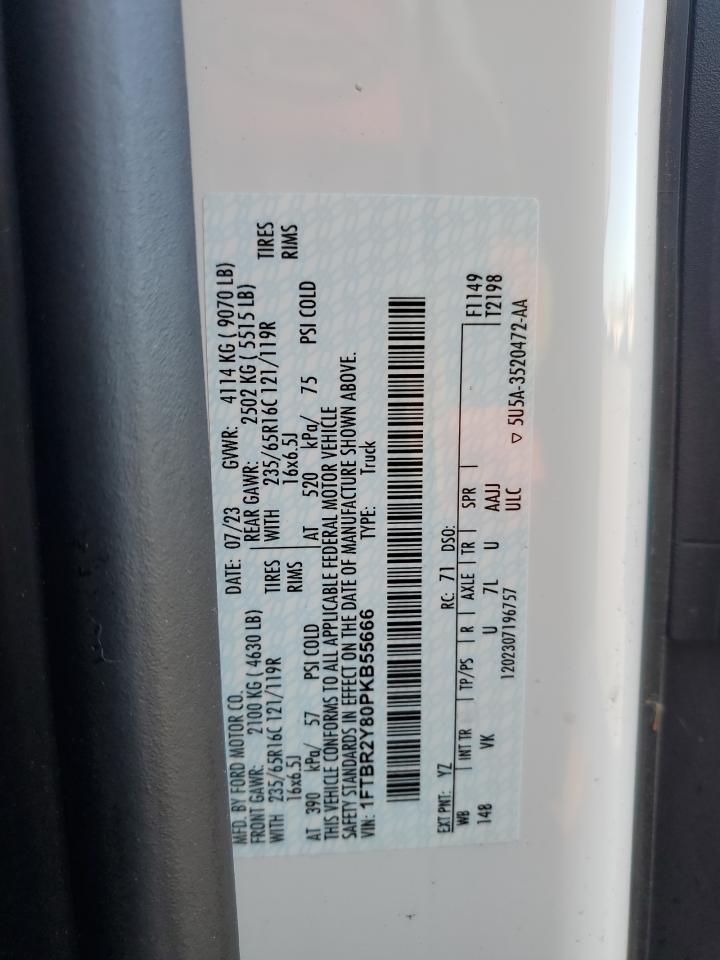 MFD. BY FORD MOTOR CO.
DATE: 07/23 GVWR: 4114 KG ( 9070 LB)
FRONT GAWR: 2100 KG ( 4630 LB) REAR GAWR: 2502 KG ( 5515 LB)
WITH 235/65R16C 121/119R TIRES WITH 235/65R16C 121/119R TIRES
16x6.5J RIMS 16x6.5J RIMS
AT 390 kPa/ 57 PSI COLD AT 520 kPa/ 75 PSI COLD
THIS VEHICLE CONFORMS TO ALL APPLICABLE FEDERAL MOTOR VEHICLE
SAFETY STANDARDS IN EFFECT ON THE DATE OF MANUFACTURE SHOWN ABOVE.
VIN: 1FTBR2Y80PKB55666 TYPE: Truck
EXT PNT: YZ RC: 71 DSO:
WB INT TR TP/PS R AXLE TR SPR F1149
148 VK U 7L U AAJJ T2198
ULC
1202307196757 ▽ 5U5A-3520472-AA